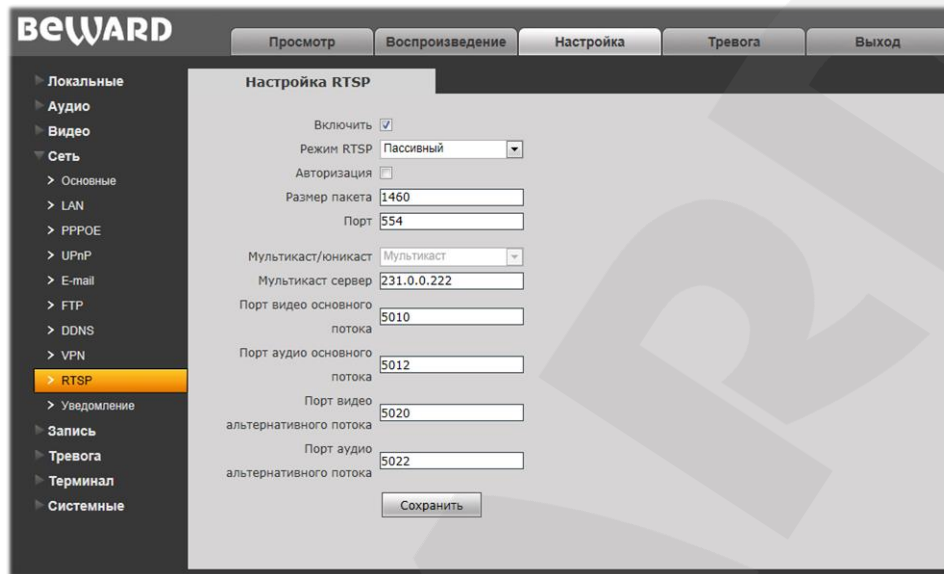 BEWARD
Просмотр
Воспроизведение
Настройка
Тревога
Выход
Локальные
Аудио
Видео
Сеть
Основные
LAN
PPPOE
UPnP
E-mail
FTP
DDNS
VPN
RTSP
Уведомление
Запись
Тревога
Терминал
Системные
Настройка RTSP
Включить
Режим RTSP Пассивный
Авторизация
Размер пакета 1460
Порт 554
Мультикаст/юникаст Мультикаст
Мультикаст сервер 231.0.0.222
Порт видео основного
потока 5010
Порт аудио основного
потока 5012
Порт видео
альтернативного потока 5020
Порт аудио
альтернативного потока 5022
Сохранить